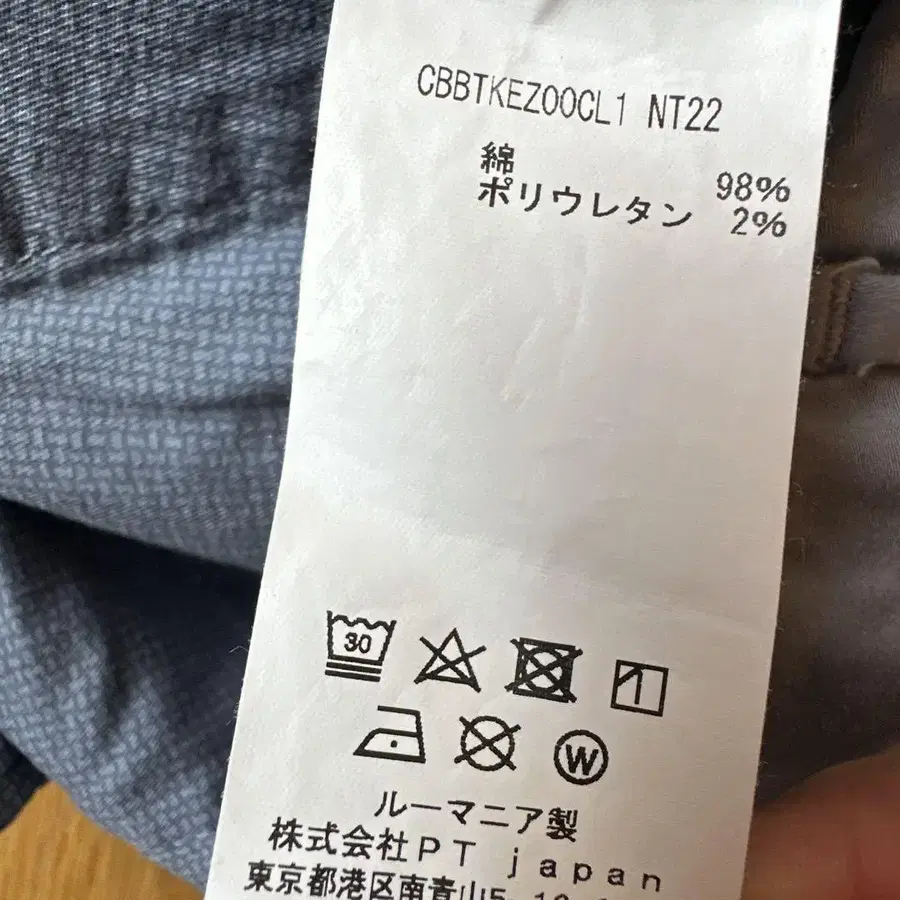 CBBTKEZ00CL1 NT22
綿 98%
ポリウレタン 2%
30
W
ルーマニア製
株式会社PT japan
東京都港区南青山5-